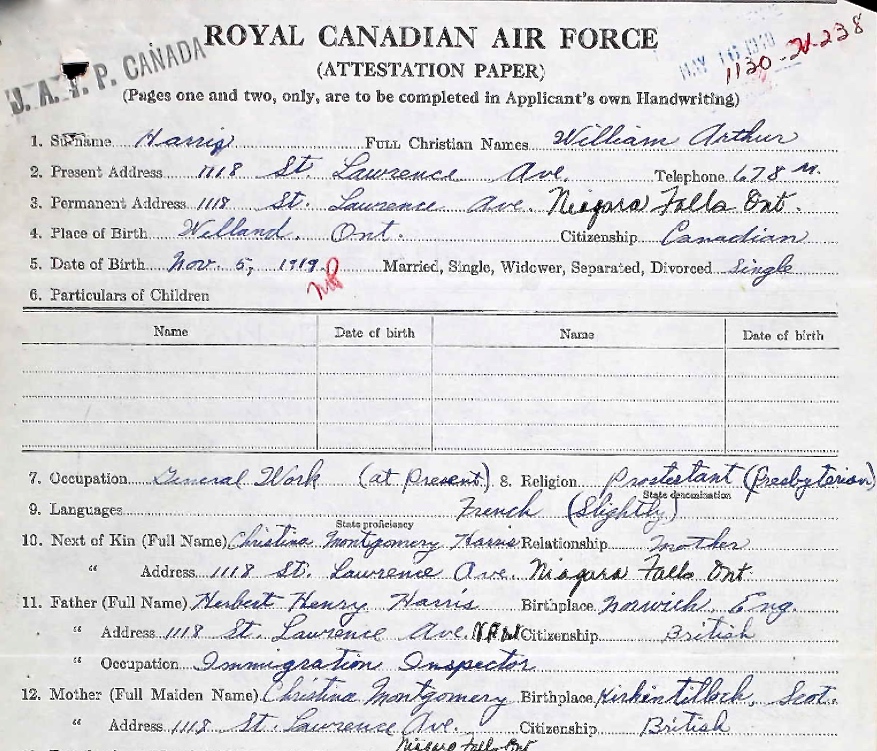 ROYAL CANADIAN AIR FORCE
J. A. T. P. CANADA
MAY 16 1940
1130-21-238
(ATTESTATION PAPER)
(Pages one and two, only, are to be completed in Applicant's own Handwriting)
1. Surname Harris FULL Christian Names William Arthur
2. Present Address 1118 St. Lawrence Ave. Telephone 678 M.
3. Permanent Address 1118 St. Lawrence Ave. Niagara Falls Ont.
4. Place of Birth Welland, Ont. Citizenship Canadian
5. Date of Birth Nov. 5, 1919. Married, Single, Widower, Separated, Divorced Single
6. Particulars of Children
Name Date of birth Name Date of birth
7. Occupation General Work (at Present) 8. Religion Prostestant (Presbyterian)
State denomination
9. Languages French (Slightly)
State proficiency
10. Next of Kin (Full Name) Christina Montgomery Harris Relationship mother
" Address 1118 St. Lawrence Ave. Niagara Falls Ont
11. Father (Full Name) Herbert Henry Harris Birthplace Norwich, Eng.
" Address 1118 St. Lawrence Ave. Citizenship British
" Occupation Immigration Inspector
12. Mother (Full Maiden Name) Christina Montgomery Birthplace Kirkintilloch, Scot.
" Address 1118 St. Lawrence Ave. Citizenship British
Niagara Falls Ont